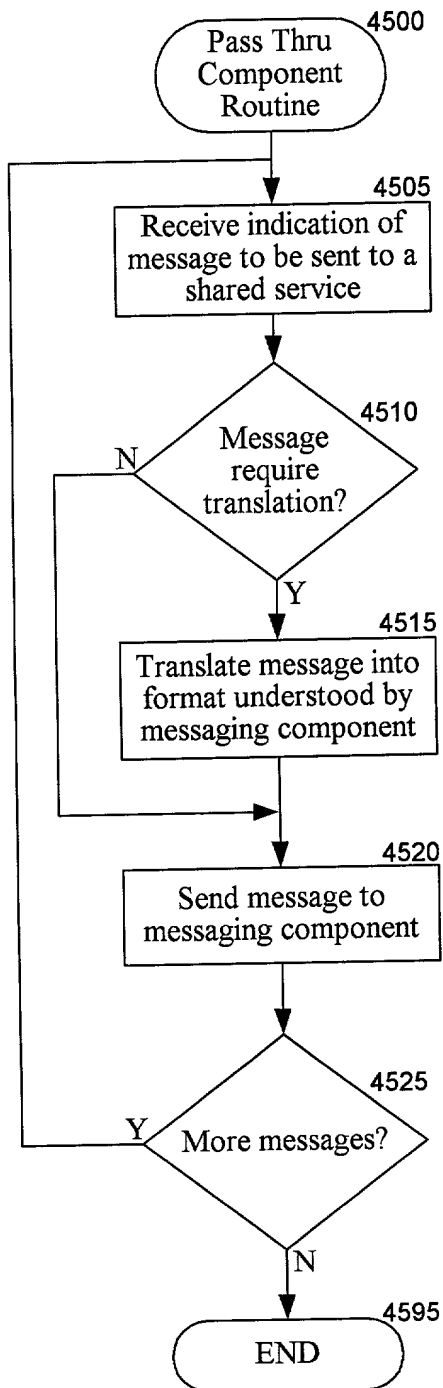 4500
Pass Thru
Component
Routine
4505
Receive indication of
message to be sent to a
shared service
4510
Message
require
translation?
N
Y
4515
Translate message into
format understood by
messaging component
4520
Send message to
messaging component
4525
More messages?
Y
N
4595
END